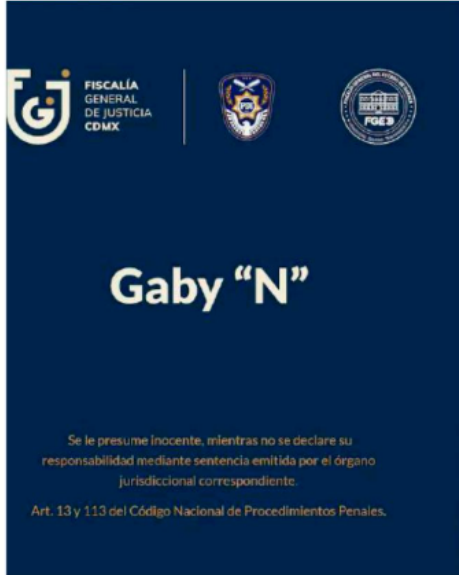 FISCALÍA
GENERAL
DE JUSTICIA
CDMX
FGE
Gaby “N”
Se le presume inocente, mientras no se declare su
responsabilidad mediante sentencia emitida por el órgano
jurisdiccional correspondiente.
Art. 13 y 113 del Código Nacional de Procedimientos Penales.